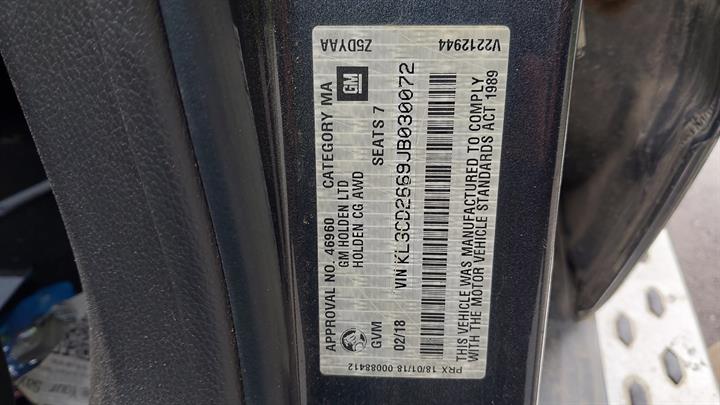 Z5DYAA V2212944
APPROVAL NO. 46960 CATEGORY MA
GM HOLDEN LTD GM
HOLDEN CG AWD
SEATS 7
GVM
VIN KL3CD2669JB030072
02/18
THIS VEHICLE WAS MANUFACTURED TO COMPLY
WITH THE MOTOR VEHICLE STANDARDS ACT 1989
PRX 18/01/18 00088412